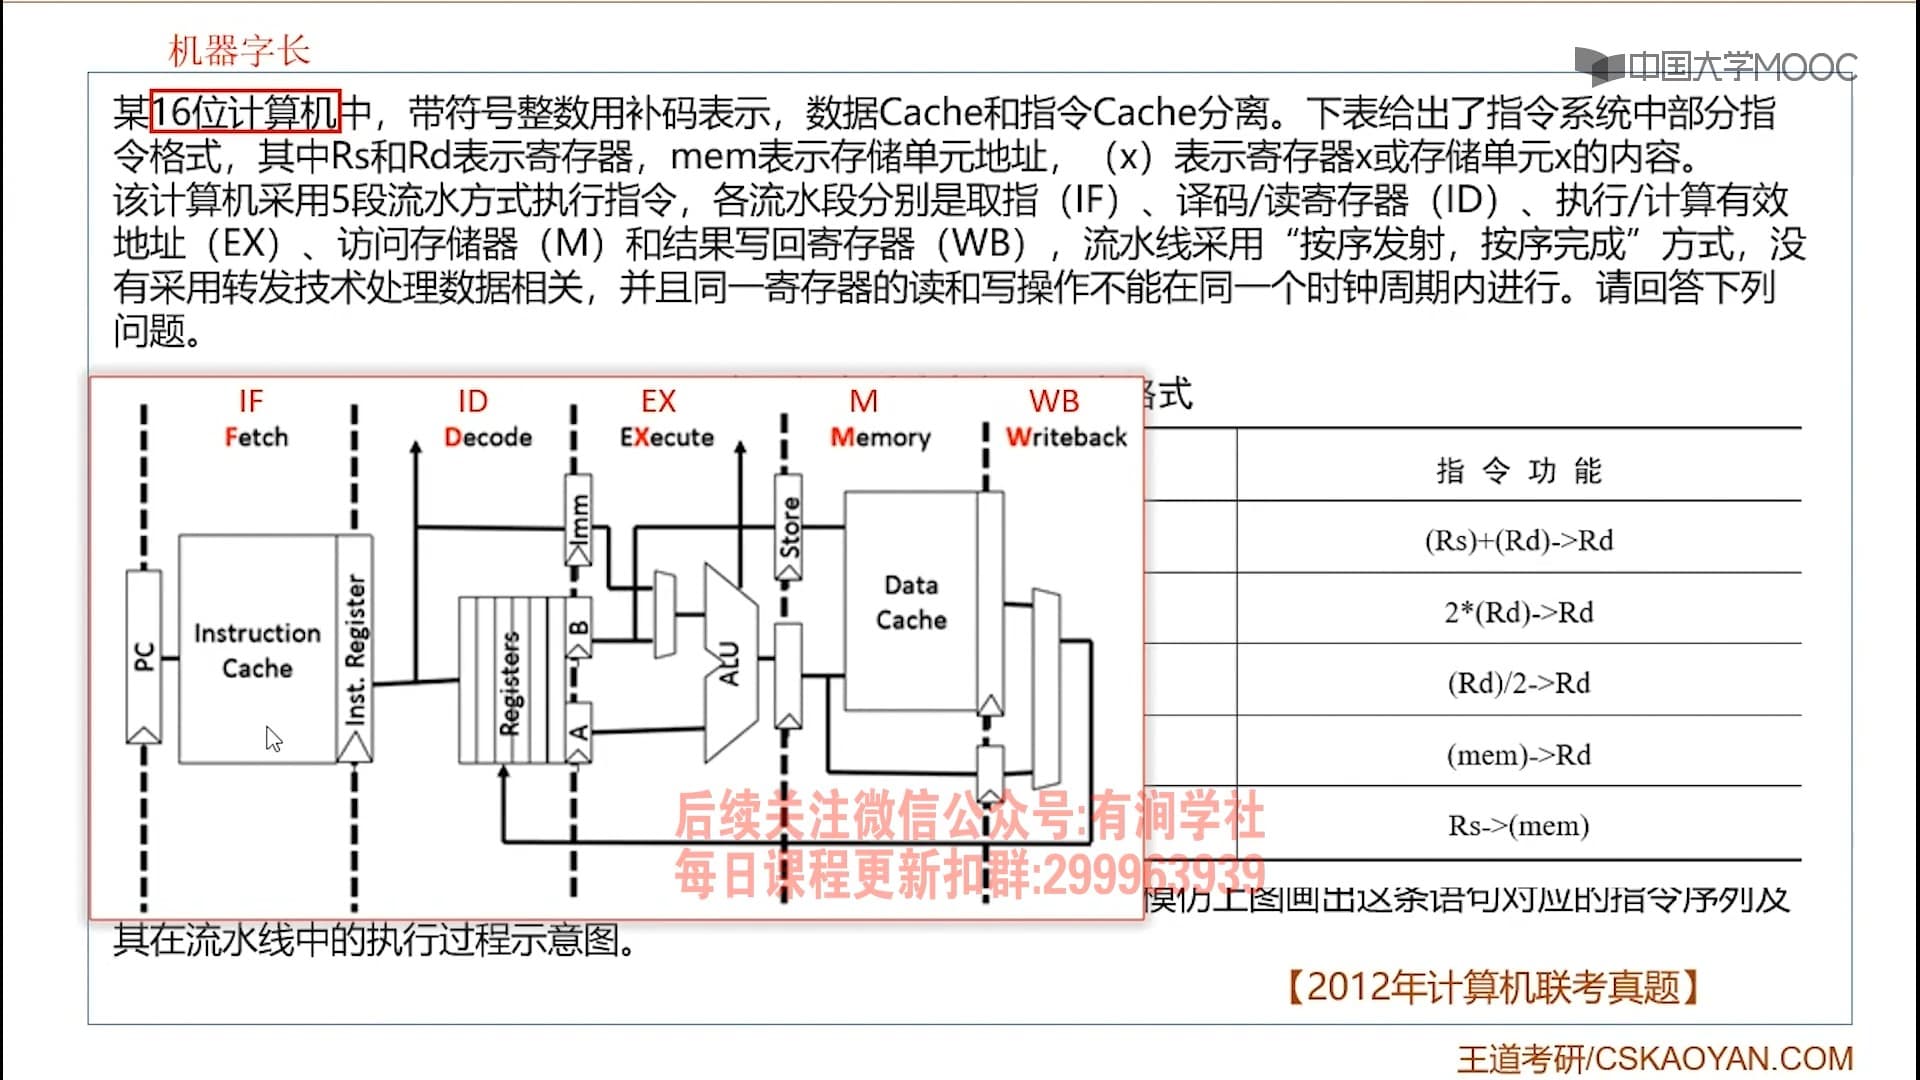 机器字长
中国大学MOOC
某16位计算机中，带符号整数用补码表示，数据Cache和指令Cache分离。下表给出了指令系统中部分指
令格式，其中Rs和Rd表示寄存器，mem表示存储单元地址，（x）表示寄存器x或存储单元x的内容。
该计算机采用5段流水方式执行指令，各流水段分别是取指（IF）、译码/读寄存器（ID）、执行/计算有效
地址（EX）、访问存储器（M）和结果写回寄存器（WB），流水线采用“按序发射，按序完成”方式，没
有采用转发技术处理数据相关，并且同一寄存器的读和写操作不能在同一个时钟周期内进行。请回答下列
问题。
格式
IF ID EX M WB
Fetch Decode EXecute Memory Writeback
指令功能
(Rs)+(Rd)->Rd
2*(Rd)->Rd
(Rd)/2->Rd
(mem)->Rd
Rs->(mem)
PC
Instruction
Cache
Inst. Register
Registers
Imm
B
A
ALU
Store
Data
Cache
后续关注微信公众号:有涧学社
每日课程更新扣群:299963939
模仿上图画出这条语句对应的指令序列及
其在流水线中的执行过程示意图。
【2012年计算机联考真题】
王道考研/CSKAOYAN.COM